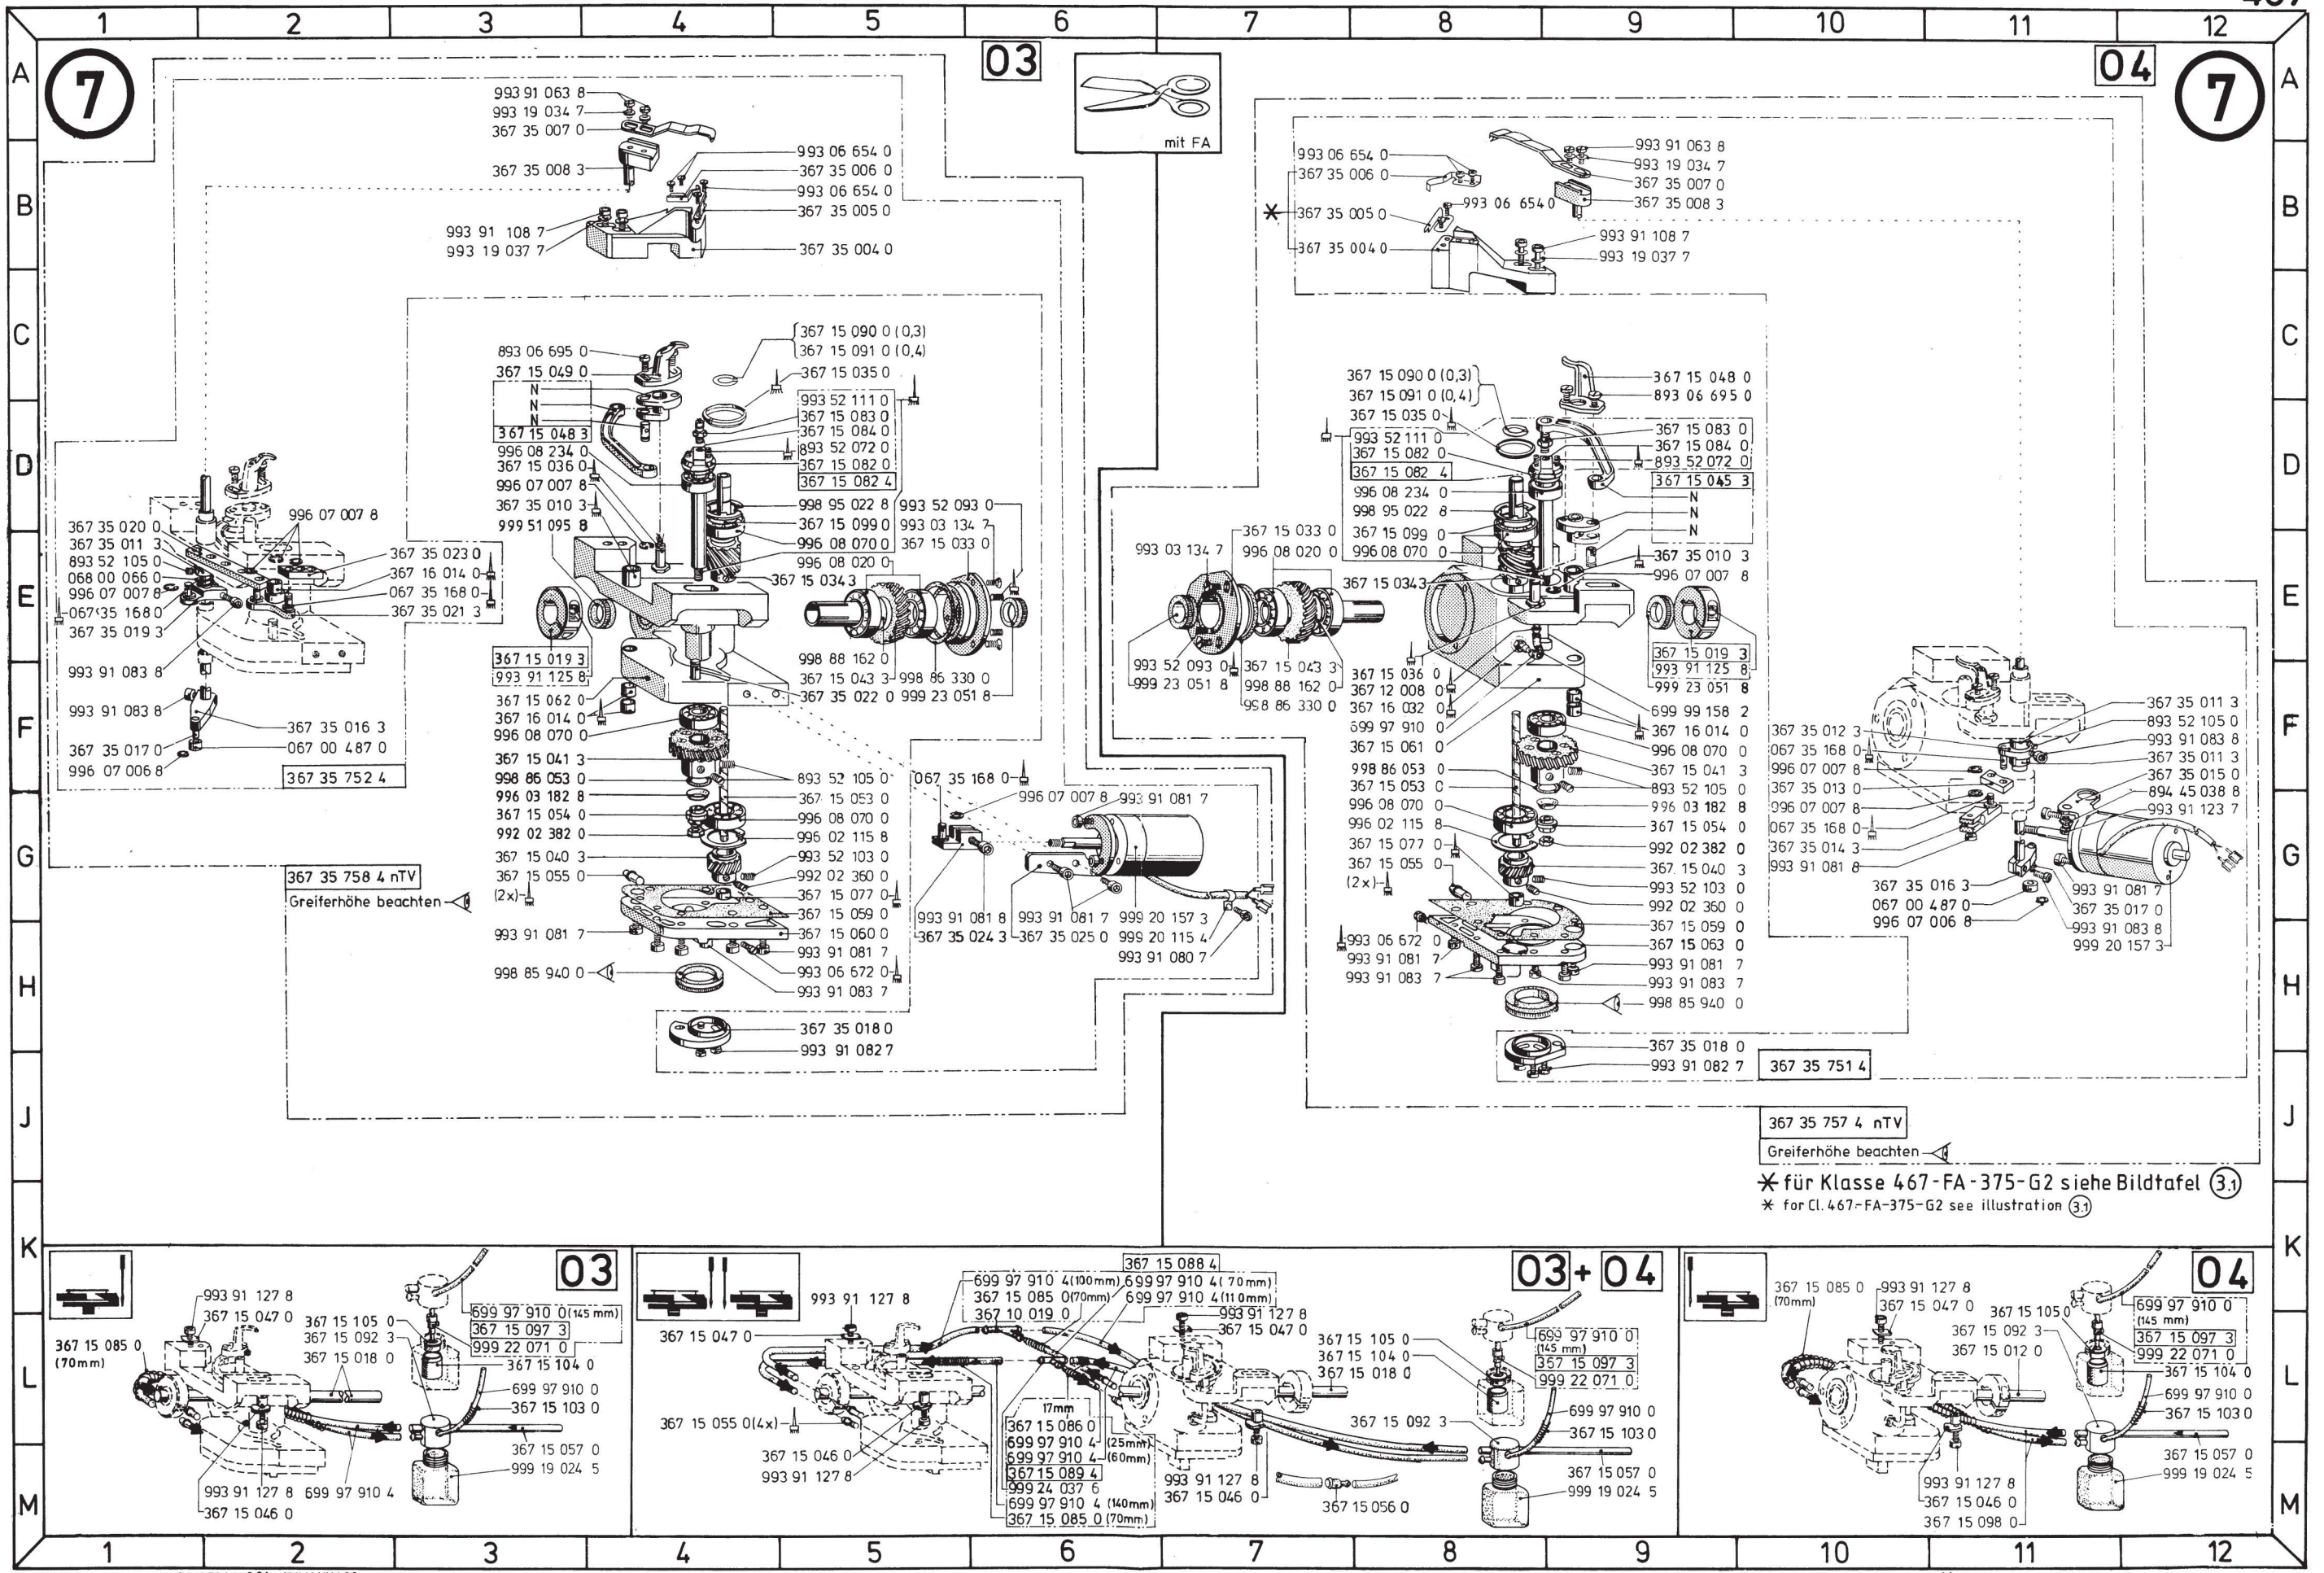 1 2 3 4 5 6 7 8 9 10 11 12
A
B
C
D
E
F
G
H
J
K
L
M
7
03
993 91 063 8
993 19 034 7
367 35 007 0
367 35 008 3
993 06 654 0
367 35 006 0
993 06 654 0
367 35 005 0
993 91 108 7
993 19 037 7
367 35 004 0
893 06 695 0
367 15 049 0
N
N
N
367 15 048 3
996 08 234 0
367 15 036 0
996 07 007 8
367 35 010 3
999 51 095 8
367 15 090 0 (0,3)
367 15 091 0 (0,4)
367 15 035 0
993 52 111 0
367 15 083 0
367 15 084 0
893 52 072 0
367 15 082 0
367 15 082 4
998 95 022 8
367 15 099 0
996 08 070 0
996 08 020 0
367 15 034 3
993 52 093 0
993 03 134 7
367 15 033 0
367 35 020 0
367 35 011 3
893 52 105 0
068 00 066 0
996 07 007 8
067 35 168 0
367 35 019 3
993 91 083 8
993 91 083 8
367 35 017 0
996 07 006 8
996 07 007 8
367 35 023 0
367 16 014 0
067 35 168 0
367 35 021 3
367 35 016 3
067 00 487 0
367 35 752 4
367 15 019 3
993 91 125 8
367 15 062 0
367 16 014 0
996 08 070 0
367 15 041 3
998 86 053 0
996 03 182 8
367 15 054 0
992 02 382 0
367 15 040 3
367 15 055 0
(2x)
993 91 081 7
998 85 940 0
998 88 162 0
367 15 043 3
367 35 022 0
998 86 330 0
999 23 051 8
893 52 105 0
367 15 053 0
996 08 070 0
996 02 115 8
993 52 103 0
992 02 360 0
367 15 077 0
367 15 059 0
367 15 060 0
993 91 081 7
993 06 672 0
993 91 083 7
367 35 018 0
993 91 082 7
067 35 168 0
996 07 007 8
993 91 081 7
993 91 081 8
367 35 024 3
993 91 081 7
367 35 025 0
999 20 157 3
999 20 115 4
993 91 080 7
367 35 758 4 nTV
Greiferhöhe beachten
mit FA
04
7
993 06 654 0
367 35 006 0
* 367 35 005 0
367 35 004 0
993 06 654 0
993 91 063 8
993 19 034 7
367 35 007 0
367 35 008 3
993 91 108 7
993 19 037 7
367 15 090 0 (0,3)
367 15 091 0 (0,4)
367 15 035 0
993 52 111 0
367 15 082 0
367 15 082 4
996 08 234 0
998 95 022 8
367 15 099 0
996 08 070 0
367 15 034 3
367 15 048 0
893 06 695 0
367 15 083 0
367 15 084 0
893 52 072 0
367 15 045 3
N
N
N
367 35 010 3
996 07 007 8
993 03 134 7
367 15 033 0
996 08 020 0
993 52 093 0
999 23 051 8
367 15 043 3
998 88 162 0
998 86 330 0
367 15 036 0
367 12 008 0
367 16 032 0
699 97 910 0
367 15 061 0
998 86 053 0
367 15 053 0
996 08 070 0
996 02 115 8
367 15 077 0
367 15 055 0
(2x)
993 06 672 0
993 91 081 7
993 91 083 7
367 15 019 3
993 91 125 8
999 23 051 8
699 99 158 2
367 16 014 0
996 08 070 0
367 15 041 3
893 52 105 0
996 03 182 8
367 15 054 0
992 02 382 0
367 15 040 3
993 52 103 0
992 02 360 0
367 15 059 0
367 15 063 0
993 91 081 7
993 91 083 7
998 85 940 0
367 35 018 0
993 91 082 7
367 35 751 4
367 35 012 3
067 35 168 0
996 07 007 8
367 35 013 0
996 07 007 8
067 35 168 0
367 35 014 3
993 91 081 8
367 35 011 3
893 52 105 0
993 91 083 8
367 35 011 3
367 35 015 0
894 45 038 8
993 91 123 7
367 35 016 3
067 00 487 0
996 07 006 8
993 91 081 7
367 35 017 0
993 91 083 8
999 20 157 3
367 35 757 4 nTV
Greiferhöhe beachten
* für Klasse 467-FA-375-G2 siehe Bildtafel 3.1
* for Cl. 467-FA-375-G2 see illustration 3.1
03
993 91 127 8
367 15 047 0
367 15 085 0
(70mm)
367 15 105 0
367 15 092 3
367 15 018 0
699 97 910 0 (145 mm)
367 15 097 3
999 22 071 0
367 15 104 0
699 97 910 0
367 15 103 0
367 15 057 0
999 19 024 5
993 91 127 8
699 97 910 4
367 15 046 0
03 + 04
993 91 127 8
367 15 047 0
367 15 088 4
699 97 910 4 (100mm)
367 15 085 0 (70mm)
367 10 019 0
699 97 910 4 (70mm)
699 97 910 4 (110mm)
993 91 127 8
367 15 047 0
367 15 055 0 (4x)
367 15 046 0
993 91 127 8
17mm
367 15 086 0
699 97 910 4 (25mm)
699 97 910 4 (60mm)
367 15 089 4
999 24 037 6
699 97 910 4 (140mm)
367 15 085 0 (70mm)
993 91 127 8
367 15 046 0
367 15 056 0
367 15 105 0
367 15 104 0
367 15 018 0
367 15 092 3
699 97 910 0
(145 mm)
367 15 097 3
999 22 071 0
699 97 910 0
367 15 103 0
367 15 057 0
999 19 024 5
04
367 15 085 0
(70mm)
993 91 127 8
367 15 047 0
367 15 105 0
367 15 092 3
367 15 012 0
699 97 910 0
(145 mm)
367 15 097 3
999 22 071 0
367 15 104 0
699 97 910 0
367 15 103 0
367 15 057 0
999 19 024 5
993 91 127 8
367 15 046 0
367 15 098 0
A
B
C
D
E
F
G
H
J
K
L
M
1 2 3 4 5 6 7 8 9 10 11 12